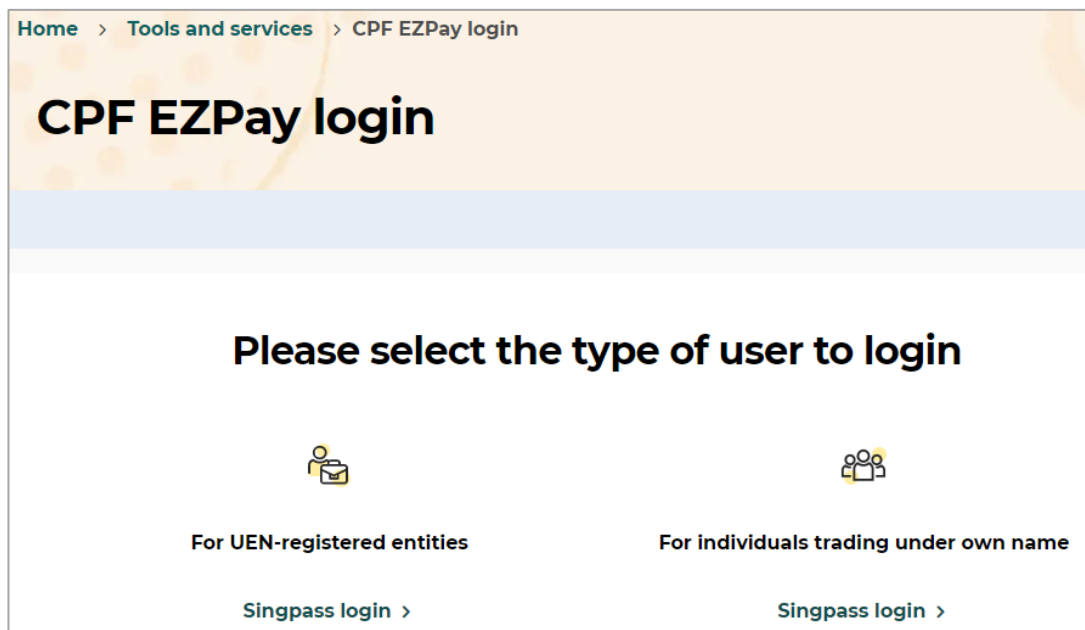 Home > Tools and services > CPF EZPay login
CPF EZPay login
Please select the type of user to login
For UEN-registered entities
For individuals trading under own name
Singpass login >
Singpass login >